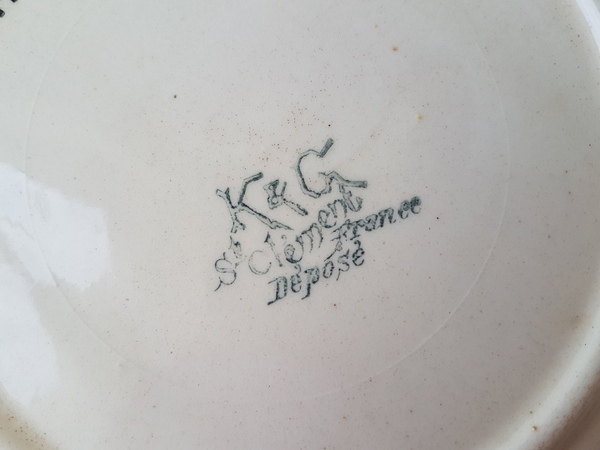 K & G
St Clément
France
Déposé